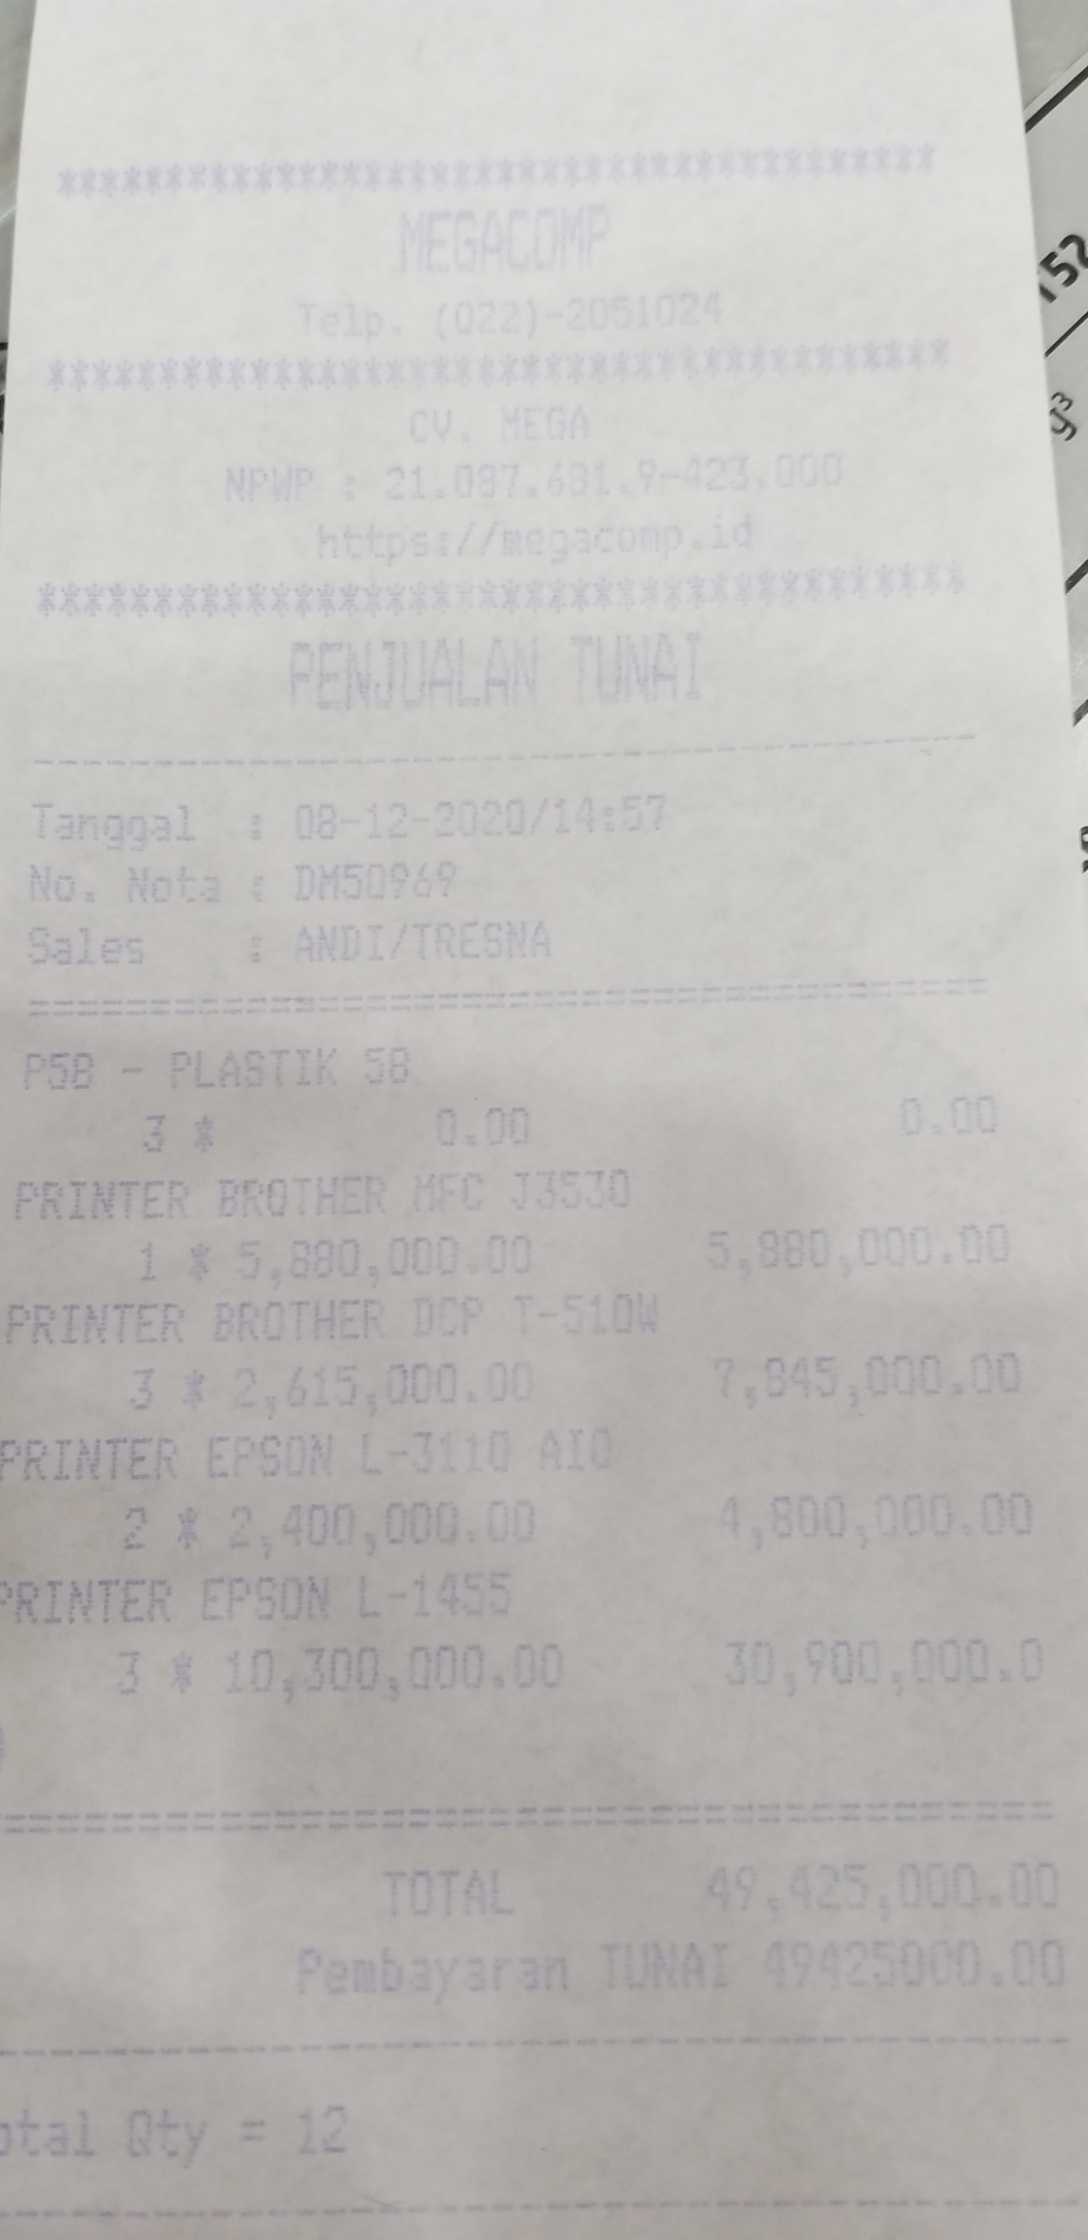 ****************************************
MEGACOMP
Telp. (022)-2051024
****************************************
CV. MEGA
NPWP : 21.087.681.9-423.000
https://megacomp.id
****************************************
PENJUALAN TUNAI
----------------------------------------
Tanggal : 08-12-2020/14:57
No. Nota : DM50969
Sales : ANDI/TRESNA
========================================
P5B - PLASTIK 5B
3 * 0.00 0.00
PRINTER BROTHER MFC J3530
1 * 5,880,000.00 5,880,000.00
PRINTER BROTHER DCP T-510W
3 * 2,615,000.00 7,845,000.00
PRINTER EPSON L-3110 AIO
2 * 2,400,000.00 4,800,000.00
PRINTER EPSON L-1455
3 * 10,300,000.00 30,900,000.0
========================================
TOTAL 49,425,000.00
Pembayaran TUNAI 49425000.00
----------------------------------------
otal Qty = 12
----------------------------------------